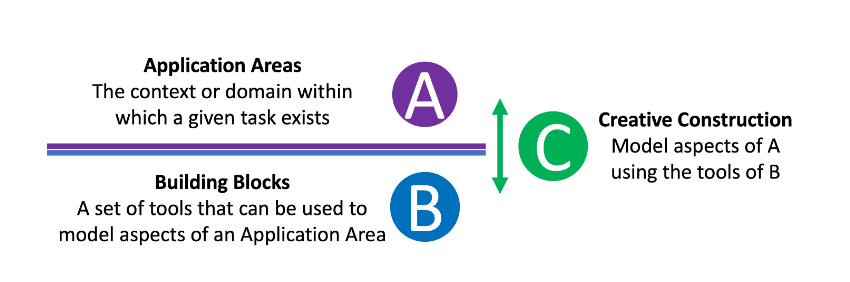 Application Areas
The context or domain within
which a given task exists
A
Building Blocks
A set of tools that can be used to
model aspects of an Application Area
B
C
Creative Construction
Model aspects of A
using the tools of B